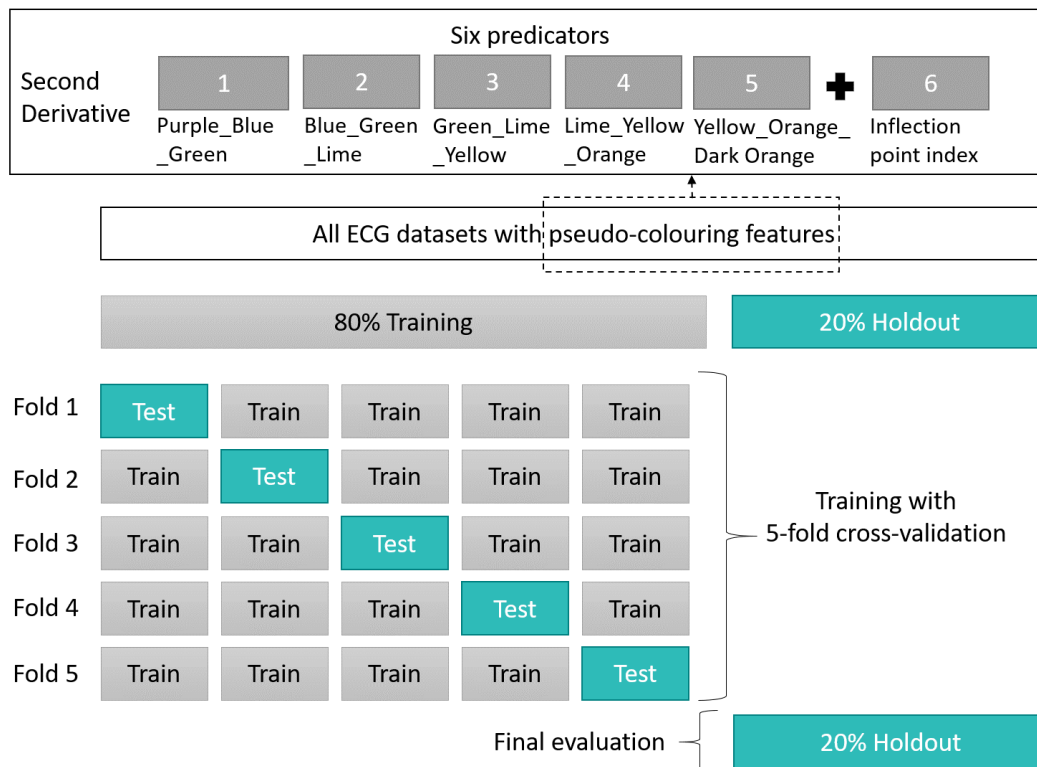 Six predicators
Second
Derivative
1
2
3
4
5
6
Purple_Blue
_Green
Blue_Green
_Lime
Green_Lime
_Yellow
Lime_Yellow
_Orange
Yellow_Orange_
Dark Orange
Inflection
point index
All ECG datasets with pseudo-colouring features
80% Training
20% Holdout
Fold 1
Test
Train
Train
Train
Train
Fold 2
Train
Test
Train
Train
Train
Fold 3
Train
Train
Test
Train
Train
Fold 4
Train
Train
Train
Test
Train
Fold 5
Train
Train
Train
Train
Test
Training with
5-fold cross-validation
Final evaluation
20% Holdout